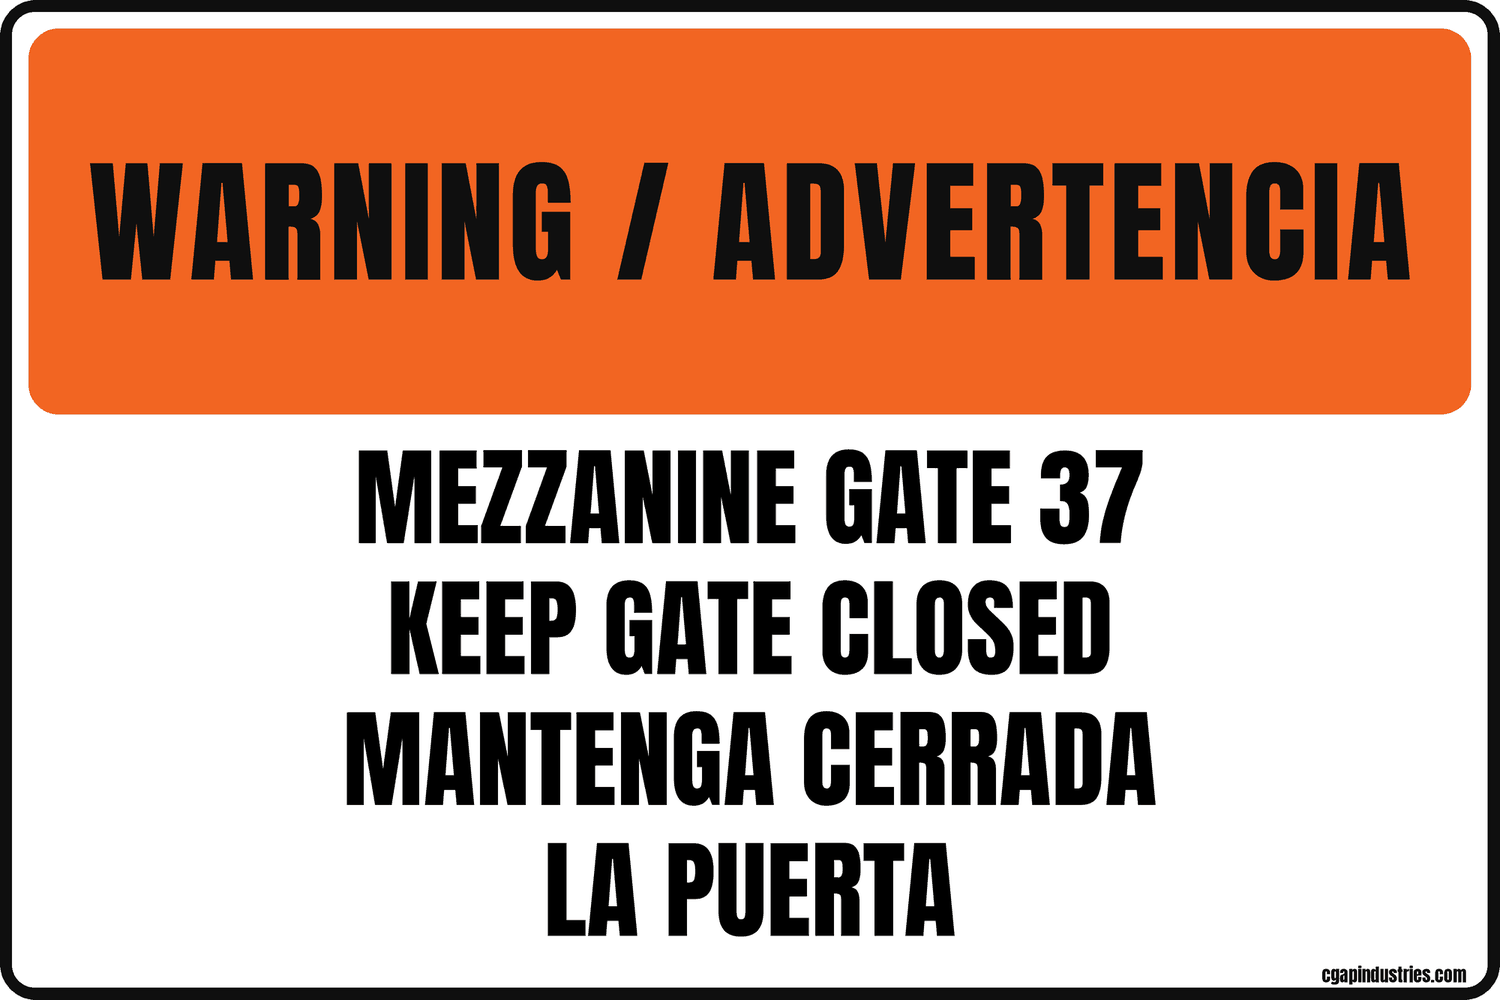 WARNING / ADVERTENCIA
MEZZANINE GATE 37
KEEP GATE CLOSED
MANTENGA CERRADA
LA PUERTA
cgapindustries.com